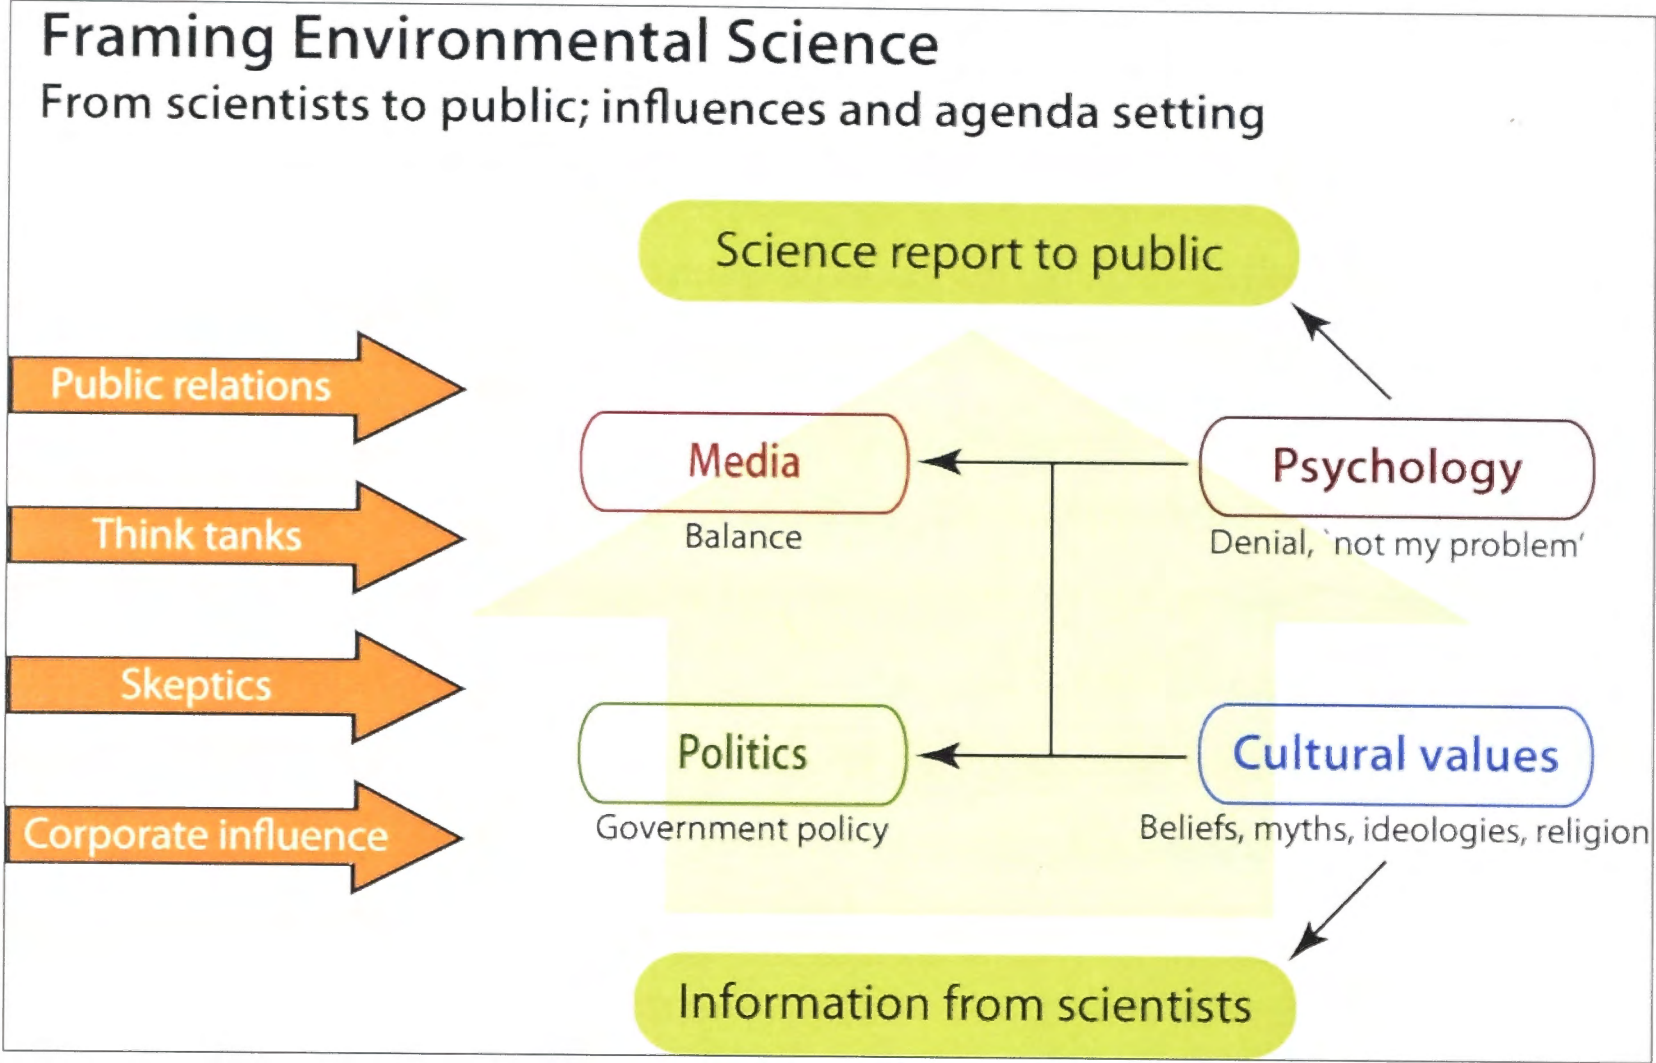 Framing Environmental Science
From scientists to public; influences and agenda setting
Science report to public
Public relations
Think tanks
Skeptics
Corporate influence
Media
Balance
Psychology
Denial, `not my problem'
Politics
Government policy
Cultural values
Beliefs, myths, ideologies, religion
Information from scientists